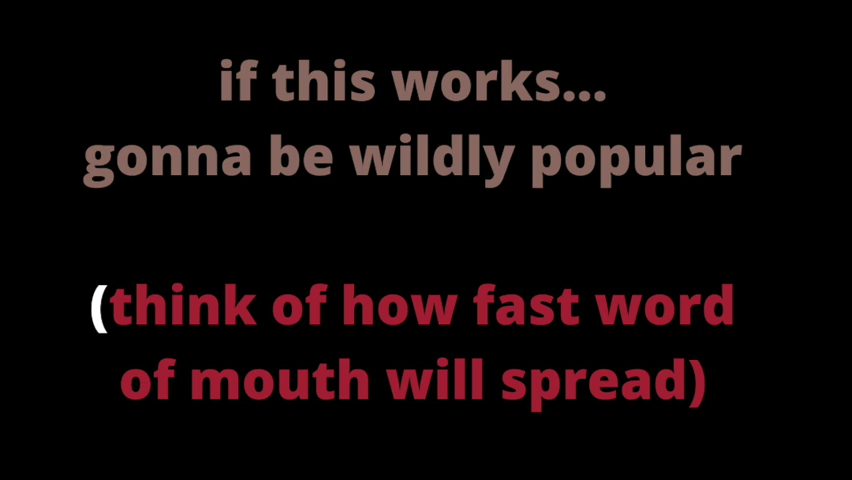 if this works...
gonna be wildly popular
(think of how fast word
of mouth will spread)